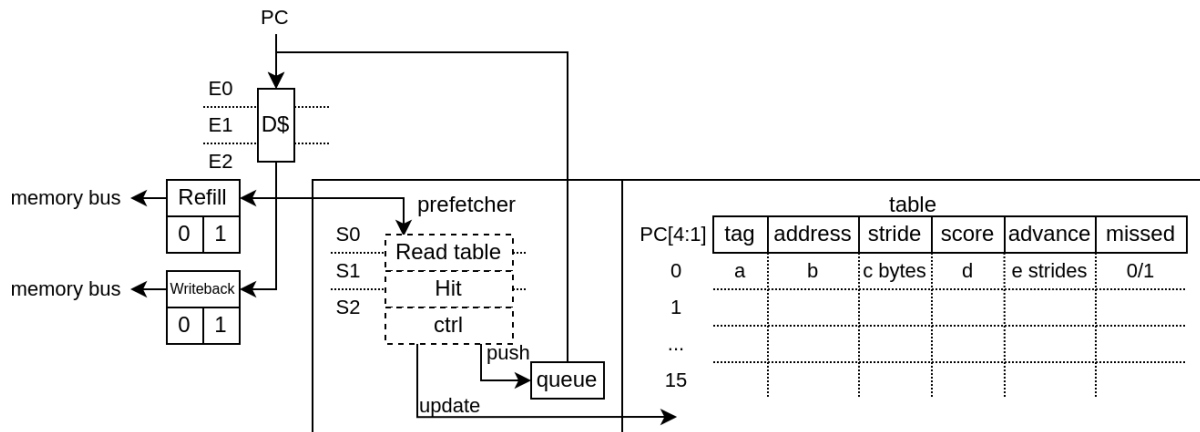 PC
E0
E1
D$
E2
memory bus
Refill
0 1
memory bus
Writeback
0 1
prefetcher
S0
Read table
S1
Hit
S2
ctrl
push
queue
update
table
PC[4:1] tag address stride score advance missed
0 a b c bytes d e strides 0/1
1
...
15